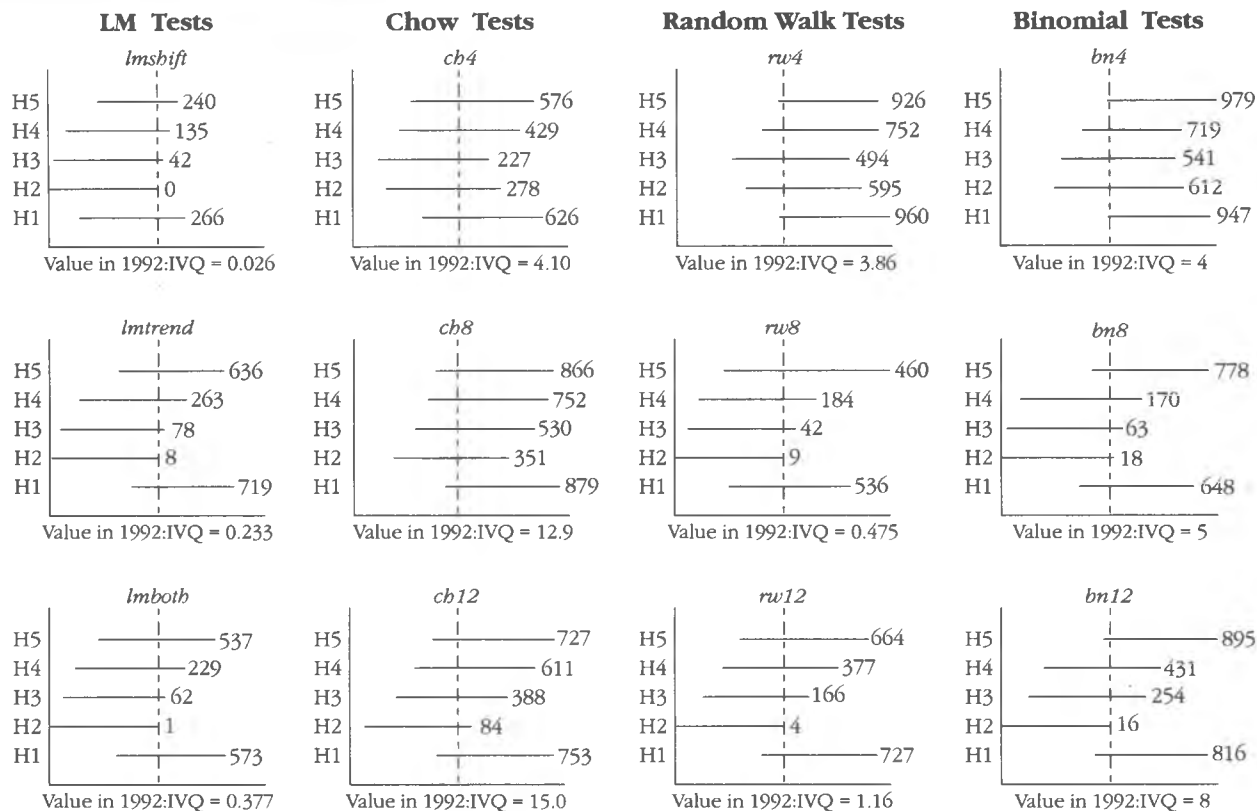 LM Tests
Chow Tests
Random Walk Tests
Binomial Tests
lmshift
H5 240
H4 135
H3 42
H2 0
H1 266
Value in 1992:IVQ = 0.026
ch4
H5 576
H4 429
H3 227
H2 278
H1 626
Value in 1992:IVQ = 4.10
rw4
H5 926
H4 752
H3 494
H2 595
H1 960
Value in 1992:IVQ = 3.86
bn4
H5 979
H4 719
H3 541
H2 612
H1 947
Value in 1992:IVQ = 4
lmtrend
H5 636
H4 263
H3 78
H2 8
H1 719
Value in 1992:IVQ = 0.233
ch8
H5 866
H4 752
H3 530
H2 351
H1 879
Value in 1992:IVQ = 12.9
rw8
H5 460
H4 184
H3 42
H2 9
H1 536
Value in 1992:IVQ = 0.475
bn8
H5 778
H4 170
H3 63
H2 18
H1 648
Value in 1992:IVQ = 5
lmboth
H5 537
H4 229
H3 62
H2 1
H1 573
Value in 1992:IVQ = 0.377
ch12
H5 727
H4 611
H3 388
H2 84
H1 753
Value in 1992:IVQ = 15.0
rw12
H5 664
H4 377
H3 166
H2 4
H1 727
Value in 1992:IVQ = 1.16
bn12
H5 895
H4 431
H3 254
H2 16
H1 816
Value in 1992:IVQ = 8